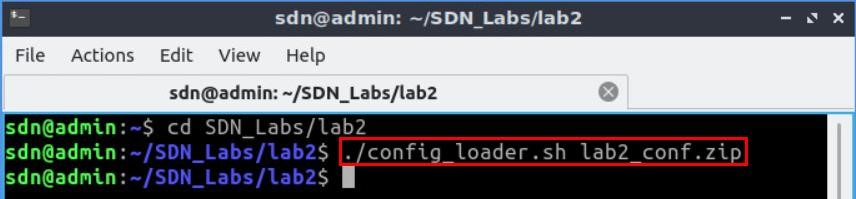 sdn@admin: ~/SDN_Labs/lab2
File Actions Edit View Help
sdn@admin: ~/SDN_Labs/lab2
sdn@admin:~$ cd SDN_Labs/lab2
sdn@admin:~/SDN_Labs/lab2$ ./config_loader.sh lab2_conf.zip
sdn@admin:~/SDN_Labs/lab2$